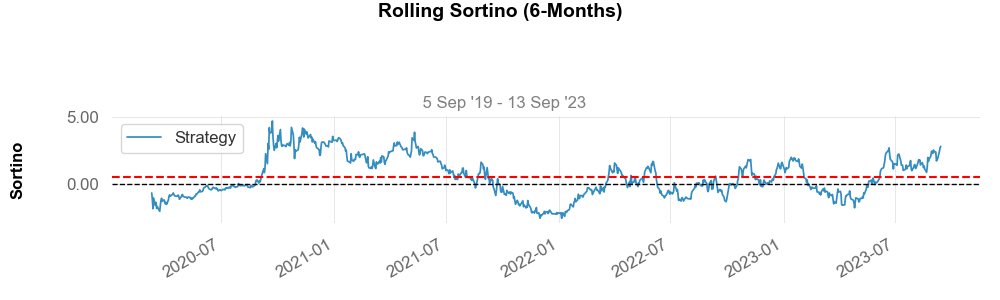 Rolling Sortino (6-Months)
5 Sep '19 - 13 Sep '23
Sortino
5.00
0.00
Strategy
2020-07
2021-01
2021-07
2022-01
2022-07
2023-01
2023-07